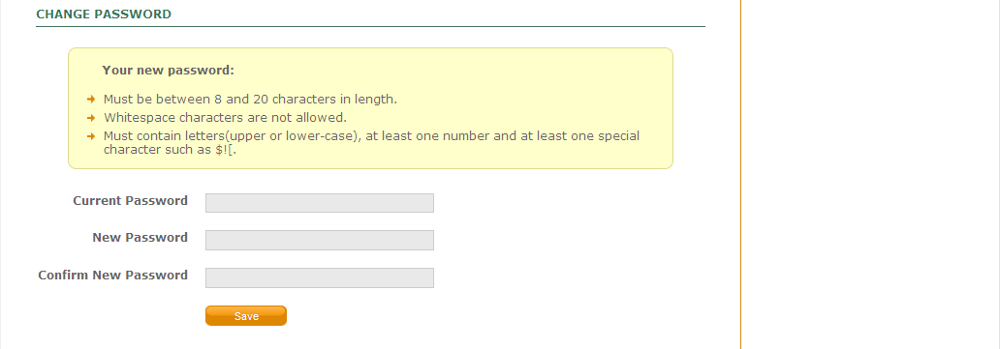 CHANGE PASSWORD
Your new password:
Must be between 8 and 20 characters in length.
Whitespace characters are not allowed.
Must contain letters(upper or lower-case), at least one number and at least one special
character such as $![.
Current Password
New Password
Confirm New Password
Save